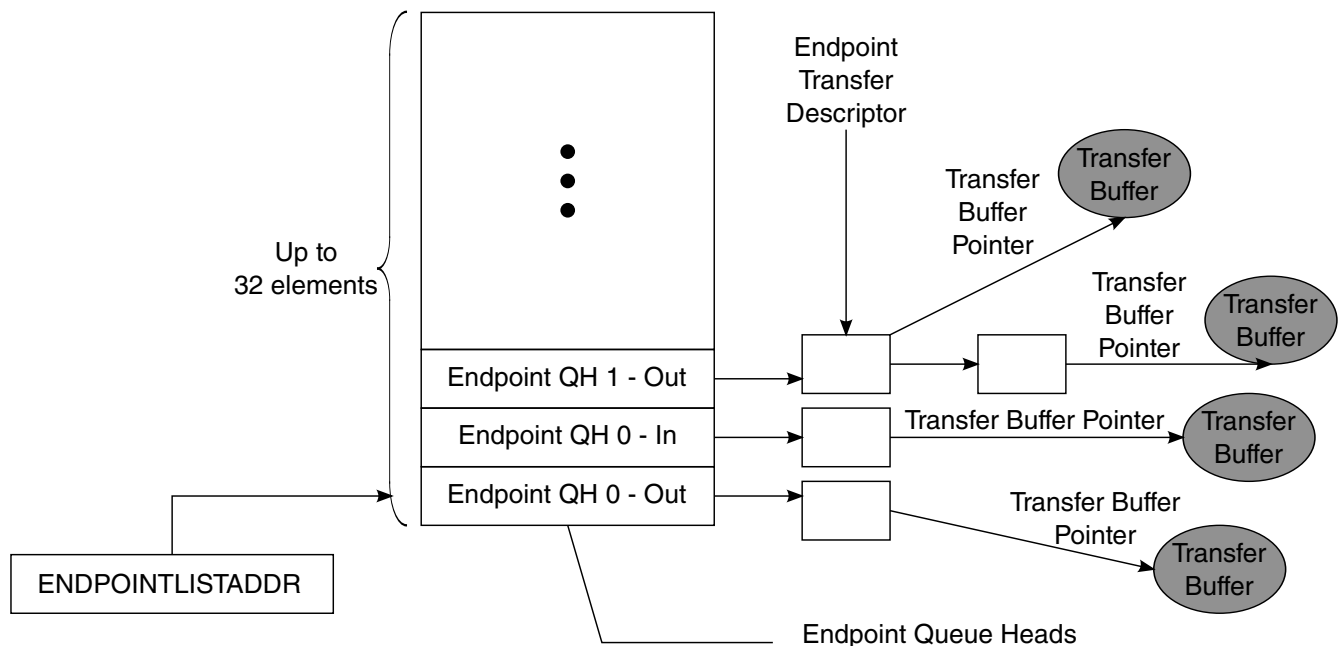 Endpoint
Transfer
Descriptor
Transfer
Buffer
Transfer
Buffer
Pointer
Up to
32 elements
Transfer
Buffer
Pointer
Transfer
Buffer
Endpoint QH 1 - Out
Endpoint QH 0 - In
Transfer Buffer Pointer
Transfer
Buffer
Endpoint QH 0 - Out
Transfer Buffer
Pointer
Transfer
Buffer
ENDPOINTLISTADDR
Endpoint Queue Heads